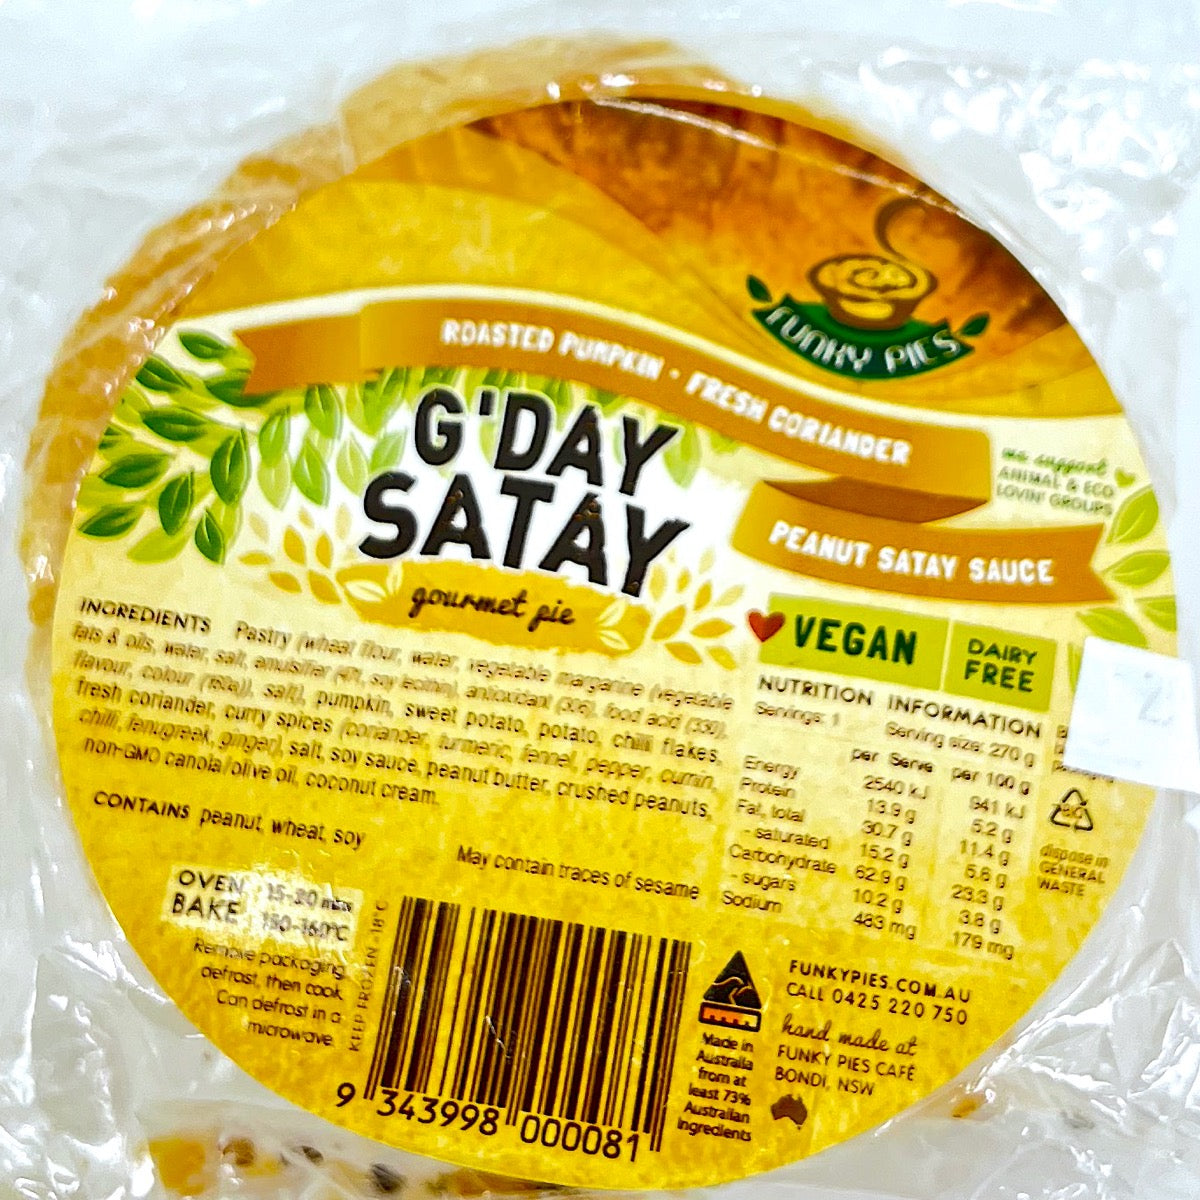 FUNKY PIES
ROASTED PUMPKIN · FRESH CORIANDER
PEANUT SATAY SAUCE
we support
ANIMAL & ECO
LOVIN' GROUPS
G'DAY
SATAY
gourmet pie
VEGAN
DAIRY
FREE
INGREDIENTS Pastry (wheat flour, water, vegetable margarine (vegetable
fats & oils, water, salt, emulsifier (471, soy lecithin), antioxidant (306), food acid (330),
flavour, colour (160a)), salt), pumpkin, sweet potato, potato, chilli flakes,
fresh coriander, curry spices (coriander, turmeric, fennel, pepper, cumin,
chilli, fenugreek, ginger), salt, soy sauce, peanut butter, crushed peanuts,
non-GMO canola/olive oil, coconut cream.
CONTAINS peanut, wheat, soy
May contain traces of sesame
NUTRITION INFORMATION
Servings: 1 Serving size: 270 g
per Serve per 100 g
Energy 2540 kJ 941 kJ
Protein 13.9 g 5.2 g
Fat, total 30.7 g 11.4 g
- saturated 15.2 g 5.6 g
Carbohydrate 62.9 g 23.3 g
- sugars 10.2 g 3.8 g
Sodium 483 mg 179 mg
dispose in
GENERAL
WASTE
OVEN
BAKE
15-20 mins
150-160°C
Remove packaging,
defrost, then cook.
Can defrost in a
microwave.
KEEP FROZEN -18°C
9 343998 000081
Made in
Australia
from at
least 73%
Australian
ingredients
FUNKYPIES.COM.AU
CALL 0425 220 750
hand made at
FUNKY PIES CAFÉ
BONDI, NSW